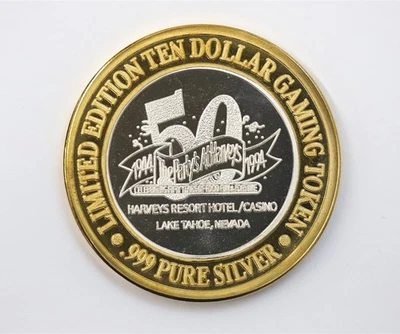 LIMITED EDITION TEN DOLLAR GAMING TOKEN
50
1944 The Party's At Harveys 1994
HARVEYS RESORT HOTEL/CASINO
LAKE TAHOE, NEVADA
.999 PURE SILVER